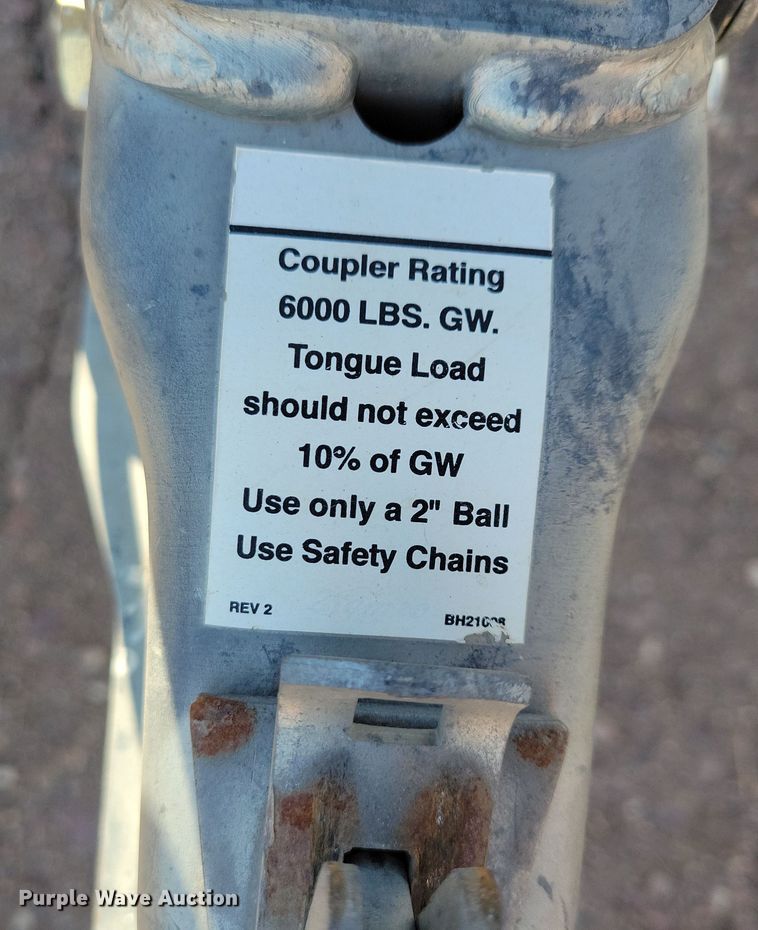 Coupler Rating
6000 LBS. GW.
Tongue Load
should not exceed
10% of GW
Use only a 2" Ball
Use Safety Chains
REV 2
Purple Wave Auction